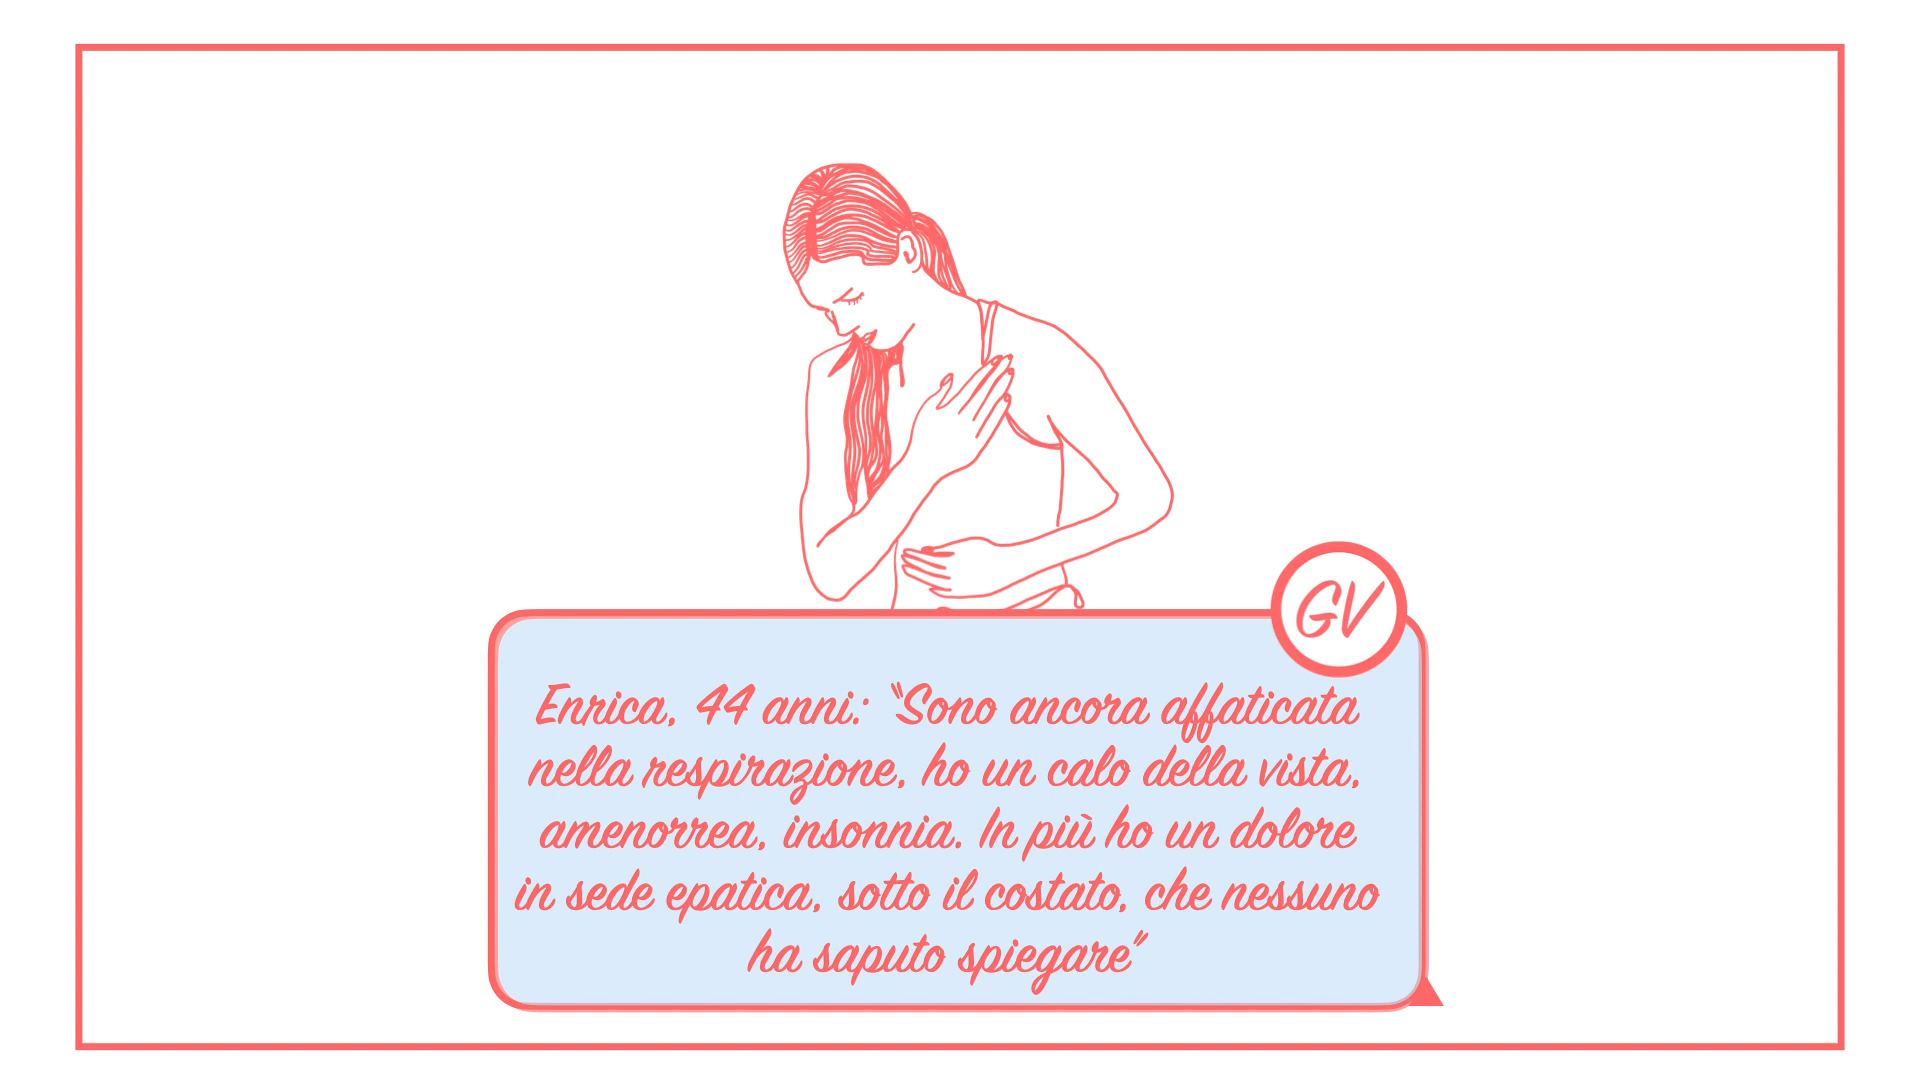 GV
Enrica, 44 anni: “Sono ancora affaticata
nella respirazione, ho un calo della vista,
amenorrea, insonnia. In più ho un dolore
in sede epatica, sotto il costato, che nessuno
ha saputo spiegare”